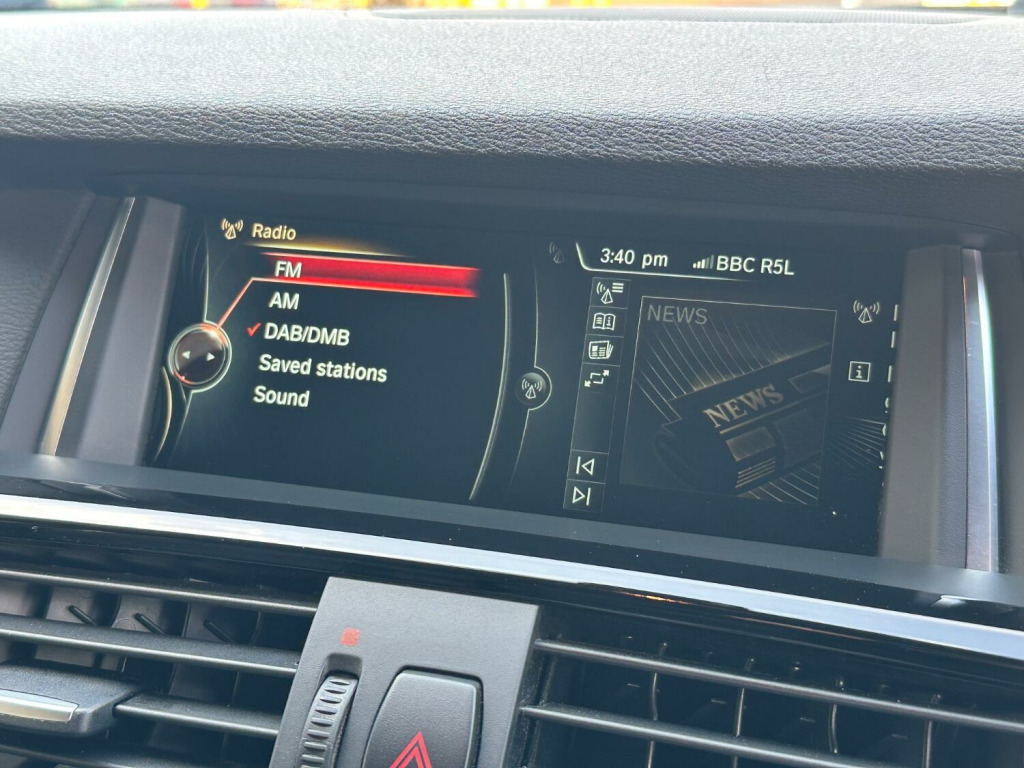 Radio
FM
AM
DAB/DMB
Saved stations
Sound
3:40 pm BBC R5L
NEWS
NEWS